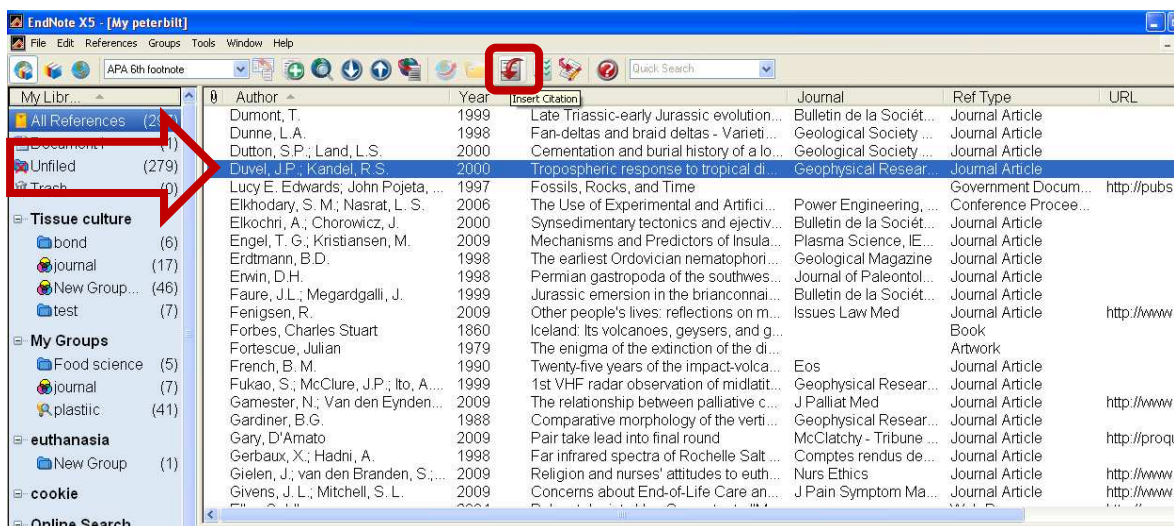 EndNote X5 - [My peterbilt]
File Edit References Groups Tools Window Help
APA 6th footnote Quick Search
Insert Citation
My Libr... Author Year Journal Ref Type URL
All References
Unfiled (279)
Trash (0)
Tissue culture
bond (6)
journal (17)
New Group... (46)
test (7)
My Groups
Food science (5)
journal (7)
plastiic (41)
euthanasia
New Group (1)
cookie
Online Search
Dumont, T. 1999 Late Triassic-early Jurassic evolution... Bulletin de la Sociét... Journal Article
Dunne, L.A. 1998 Fan-deltas and braid deltas - Varieti... Geological Society ... Journal Article
Dutton, S.P.; Land, L.S. 2000 Cementation and burial history of a lo... Geological Society ... Journal Article
Duvel, J.P.; Kandel, R.S. 2000 Tropospheric response to tropical di... Geophysical Resear... Journal Article
Lucy E. Edwards; John Pojeta, ... 1997 Fossils, Rocks, and Time Government Docum... http://pubs
Elkhodary, S. M.; Nasrat, L. S. 2006 The Use of Experimental and Artifici... Power Engineering, ... Conference Procee...
Elkochri, A.; Chorowicz, J. 2000 Synsedimentary tectonics and ejectiv... Bulletin de la Sociét... Journal Article
Engel, T. G.; Kristiansen, M. 2009 Mechanisms and Predictors of Insula... Plasma Science, IE... Journal Article
Erdtmann, B.D. 1998 The earliest Ordovician nematophori... Geological Magazine Journal Article
Erwin, D.H. 1998 Permian gastropoda of the southwes... Journal of Paleontol... Journal Article
Faure, J.L.; Megardgalli, J. 1999 Jurassic emersion in the brianconnai... Bulletin de la Sociét... Journal Article
Fenigsen, R. 2009 Other people's lives: reflections on m... Issues Law Med Journal Article http://www
Forbes, Charles Stuart 1860 Iceland: Its volcanoes, geysers, and g... Book
Fortescue, Julian 1979 The enigma of the extinction of the di... Artwork
French, B. M. 1990 Twenty-five years of the impact-volca... Eos Journal Article
Fukao, S.; McClure, J.P.; Ito, A.... 1999 1st VHF radar observation of midlatit... Geophysical Resear... Journal Article
Gamester, N.; Van den Eynden... 2009 The relationship between palliative c... J Palliat Med Journal Article http://www
Gardiner, B.G. 1988 Comparative morphology of the verti... Geophysical Resear... Journal Article
Gary, D'Amato 2009 Pair take lead into final round McClatchy - Tribune ... Journal Article http://proqu
Gerbaux, X.; Hadni, A. 1998 Far infrared spectra of Rochelle Salt ... Comptes rendus de... Journal Article
Gielen, J.; van den Branden, S.;... 2009 Religion and nurses' attitudes to euth... Nurs Ethics Journal Article http://www
Givens, J. L.; Mitchell, S. L. 2009 Concerns about End-of-Life Care an... J Pain Symptom Ma... Journal Article http://www